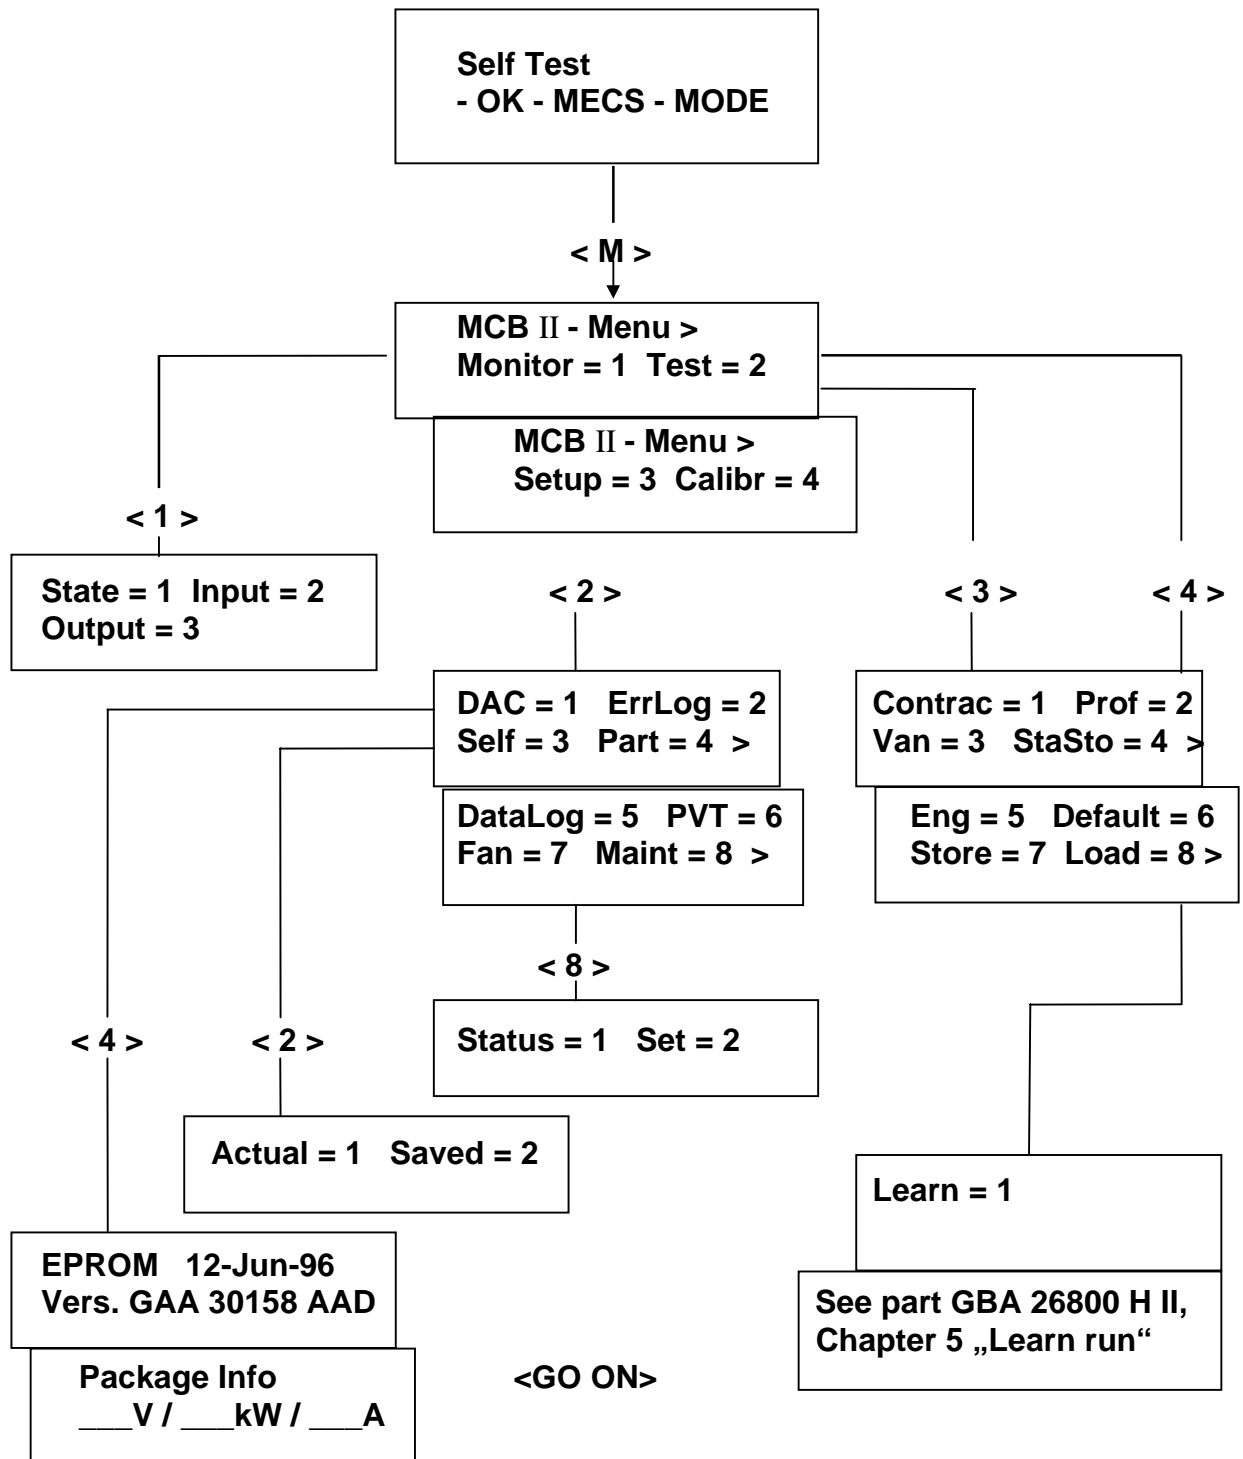 Self Test
- OK - MECS - MODE
< M >
MCB II - Menu >
Monitor = 1 Test = 2
MCB II - Menu >
Setup = 3 Calibr = 4
< 1 >
State = 1 Input = 2
Output = 3
< 2 >
< 3 >
< 4 >
DAC = 1 ErrLog = 2
Self = 3 Part = 4 >
Contrac = 1 Prof = 2
Van = 3 StaSto = 4 >
DataLog = 5 PVT = 6
Fan = 7 Maint = 8 >
Eng = 5 Default = 6
Store = 7 Load = 8 >
< 8 >
< 4 >
< 2 >
Status = 1 Set = 2
Actual = 1 Saved = 2
Learn = 1
EPROM 12-Jun-96
Vers. GAA 30158 AAD
See part GBA 26800 H II,
Chapter 5 „Learn run“
Package Info
___V / ___kW / ___A
<GO ON>